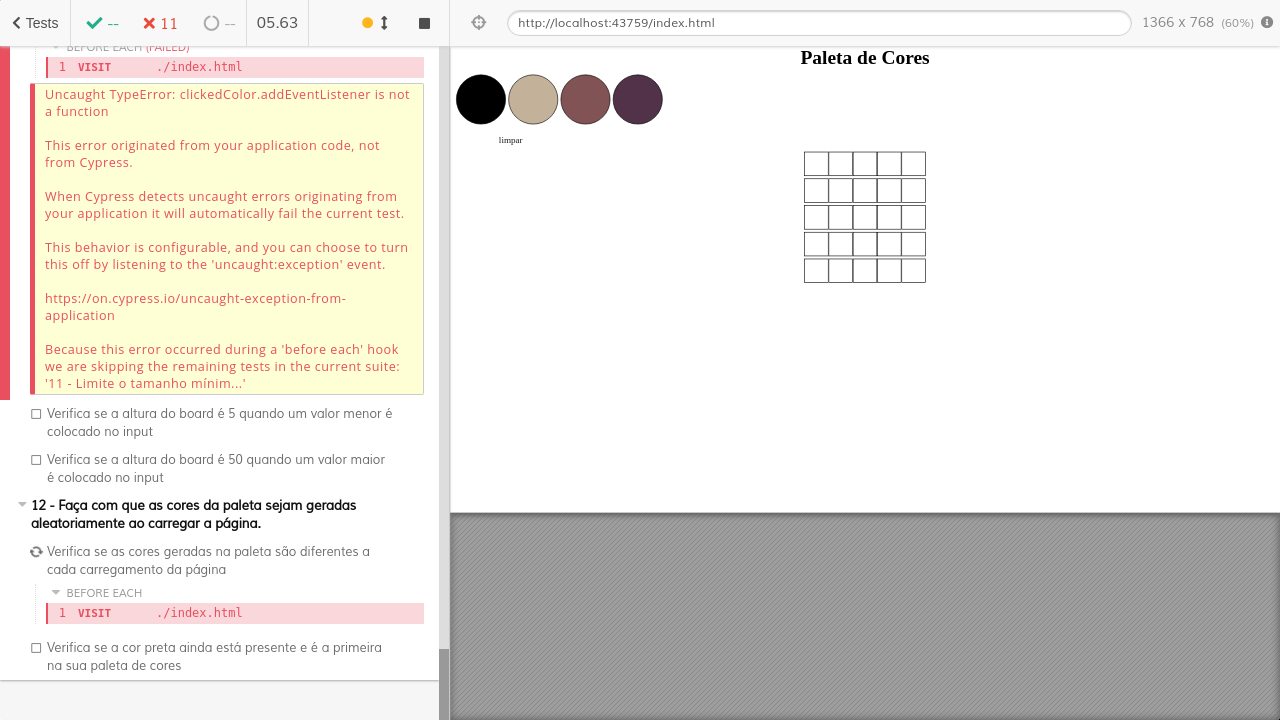 Tests
--
11
--
05.63
http://localhost:43759/index.html
1366 x 768 (60%)
BEFORE EACH (FAILED)
1 VISIT ./index.html
Uncaught TypeError: clickedColor.addEventListener is not
a function
This error originated from your application code, not
from Cypress.
When Cypress detects uncaught errors originating from
your application it will automatically fail the current test.
This behavior is configurable, and you can choose to turn
this off by listening to the 'uncaught:exception' event.
https://on.cypress.io/uncaught-exception-from-
application
Because this error occurred during a 'before each' hook
we are skipping the remaining tests in the current suite:
'11 - Limite o tamanho mínim...'
Verifica se a altura do board é 5 quando um valor menor é
colocado no input
Verifica se a altura do board é 50 quando um valor maior
é colocado no input
12 - Faça com que as cores da paleta sejam geradas
aleatoriamente ao carregar a página.
Verifica se as cores geradas na paleta são diferentes a
cada carregamento da página
BEFORE EACH
1 VISIT ./index.html
Verifica se a cor preta ainda está presente e é a primeira
na sua paleta de cores
Paleta de Cores
limpar